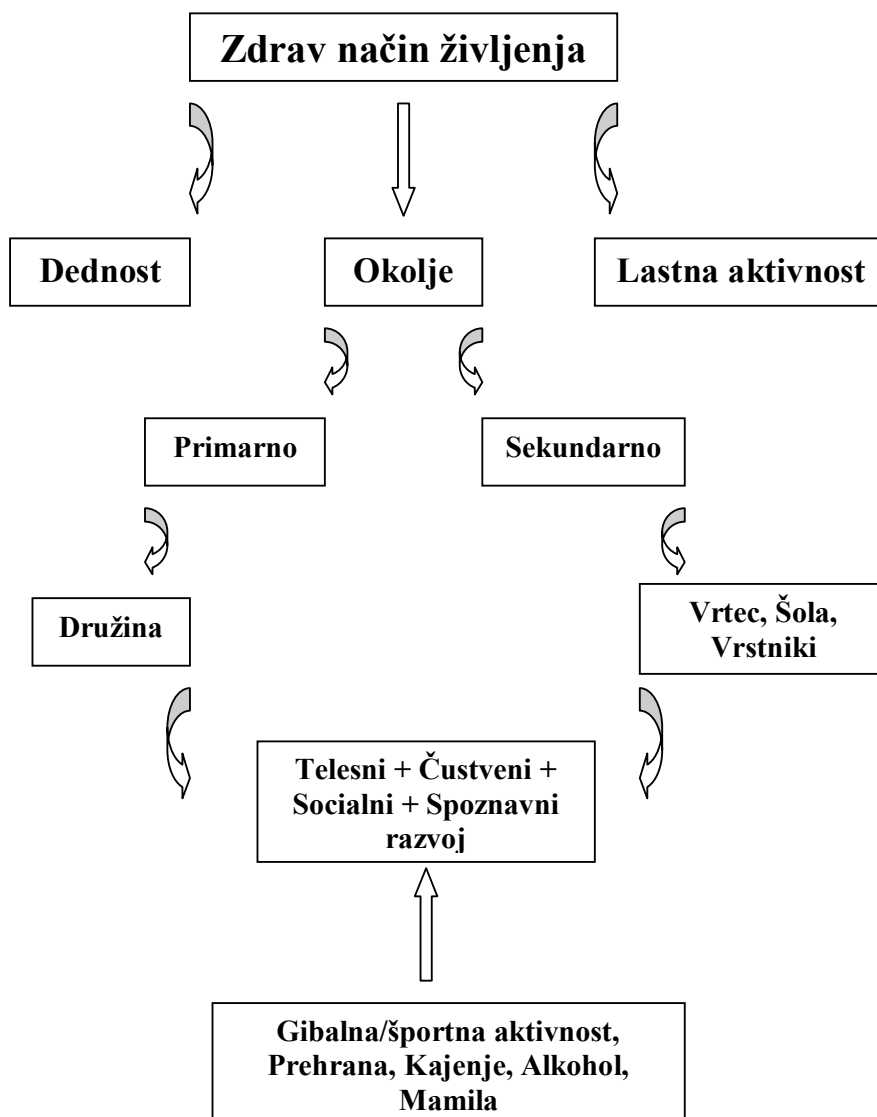 Zdrav način življenja
Dednost
Okolje
Lastna aktivnost
Primarno
Sekundarno
Družina
Vrtec, Šola,
Vrstniki
Telesni + Čustveni +
Socialni + Spoznavni
razvoj
Gibalna/športna aktivnost,
Prehrana, Kajenje, Alkohol,
Mamila